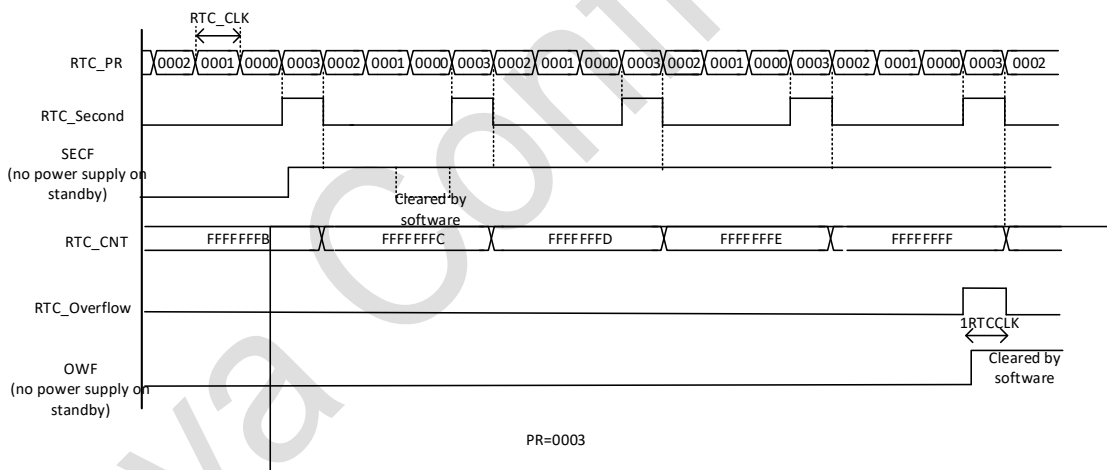 RTC_CLK
RTC_PR 0002 0001 0000 0003 0002 0001 0000 0003 0002 0001 0000 0003 0002 0001 0000 0003 0002 0001 0000 0003 0002
RTC_Second
SECF
(no power supply on
standby)
Cleared by
software
RTC_CNT FFFFFFFB FFFFFFFC FFFFFFFD FFFFFFFE FFFFFFFF
RTC_Overflow
1RTCCLK
OWF
(no power supply on
standby)
Cleared by
software
PR=0003